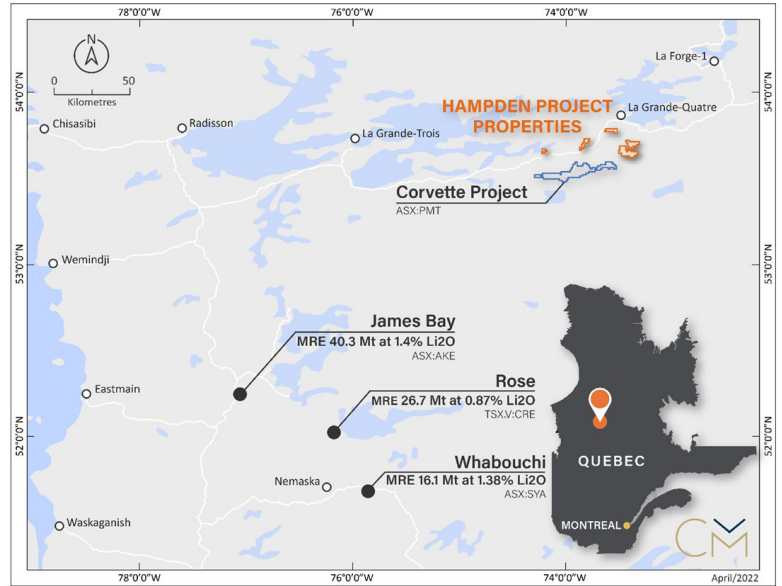 78°0'0"W
76°0'0"W
74°0'0"W
N
0
50
Kilometres
La Forge-1
54°0'0"N
54°0'0"N
HAMPDEN PROJECT
PROPERTIES
La Grande-Quatre
Chisasibi
Radisson
La Grande-Trois
Corvette Project
ASX:PMT
Wemindji
53°0'0"N
53°0'0"N
James Bay
MRE 40.3 Mt at 1.4% Li2O
ASX:AKE
Eastmain
Rose
MRE 26.7 Mt at 0.87% Li2O
TSX.V:CRE
52°0'0"N
52°0'0"N
Whabouchi
MRE 16.1 Mt at 1.38% Li2O
ASX:SYA
Nemaska
QUEBEC
Waskaganish
MONTREAL
CM
78°0'0"W
76°0'0"W
74°0'0"W
April/2022